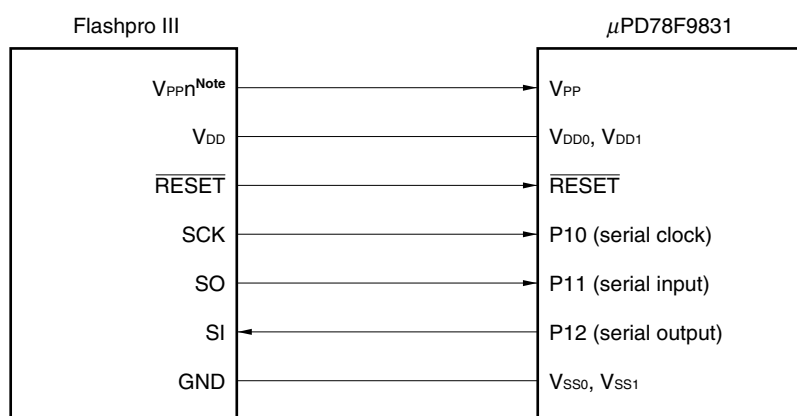 Flashpro III μPD78F9831
VPPnNote VPP
VDD VDD0, VDD1
RESET RESET
SCK P10 (serial clock)
SO P11 (serial input)
SI P12 (serial output)
GND VSS0, VSS1